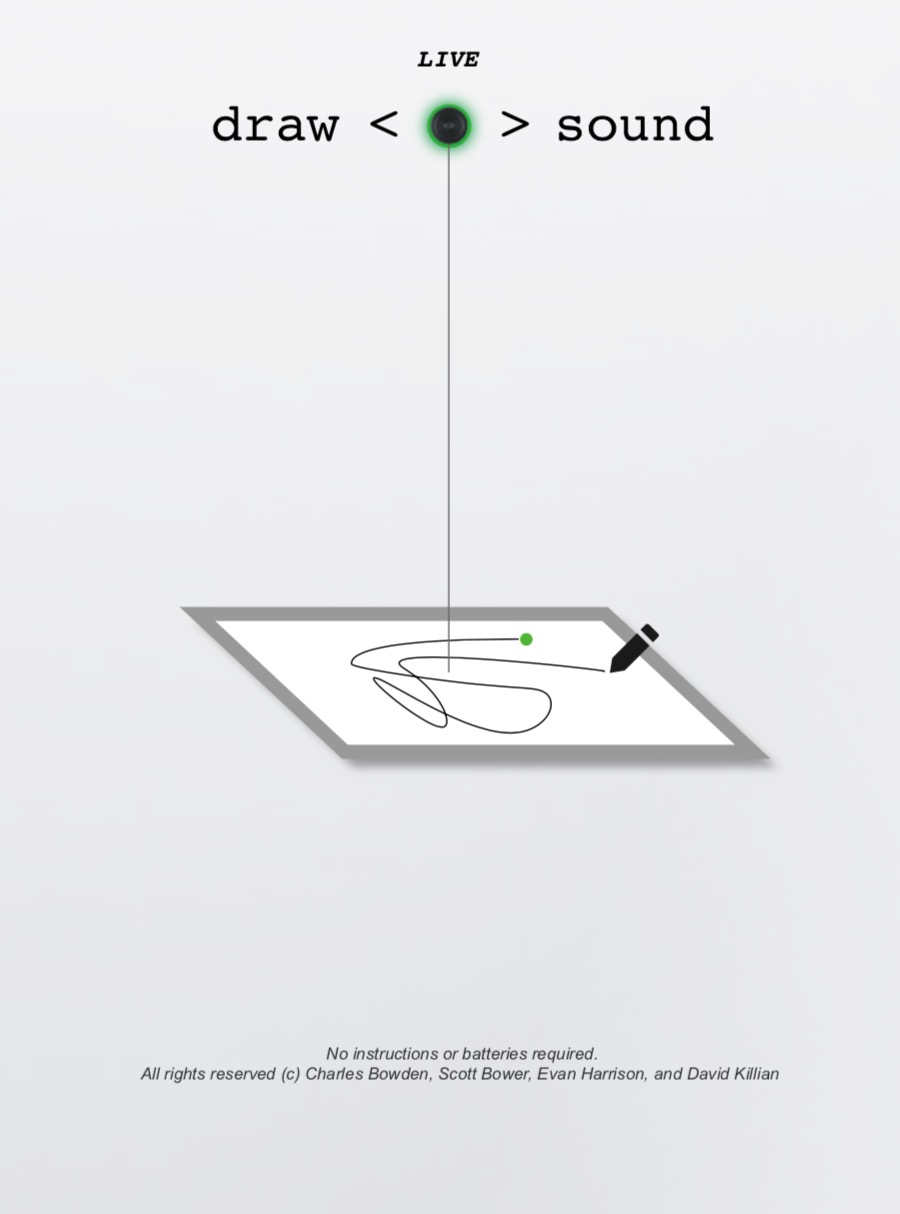 LIVE
draw < > sound
No instructions or batteries required.
All rights reserved (c) Charles Bowden, Scott Bower, Evan Harrison, and David Killian